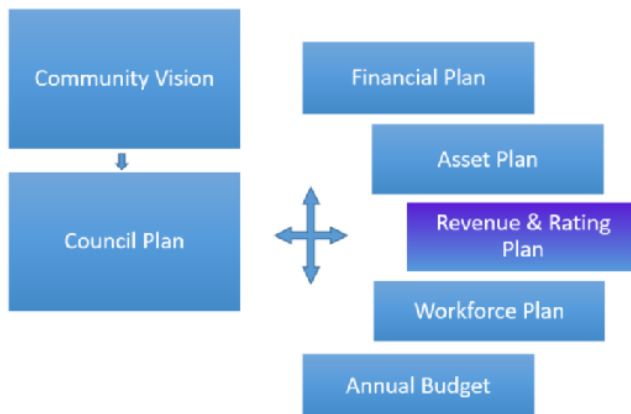 Community Vision
Council Plan
Financial Plan
Asset Plan
Revenue & Rating
Plan
Workforce Plan
Annual Budget